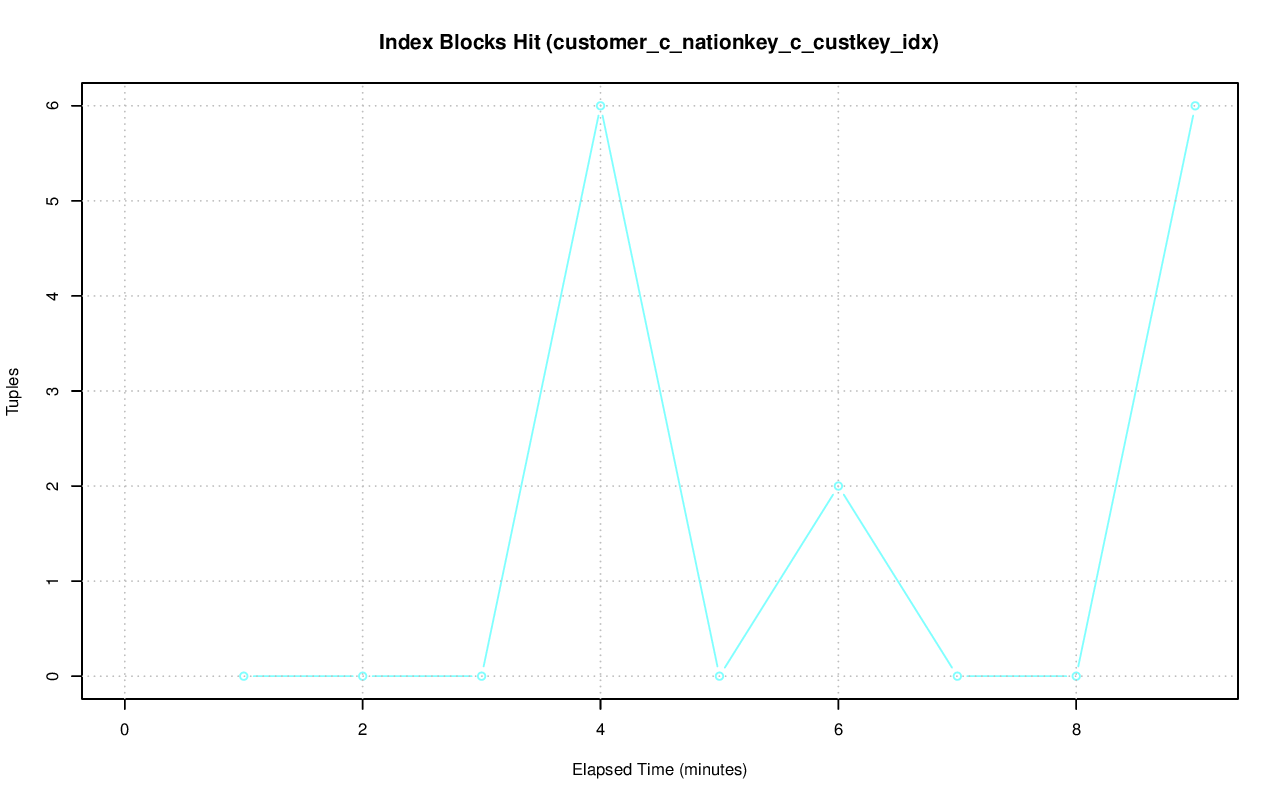 Index Blocks Hit (customer_c_nationkey_c_custkey_idx)
6
5
4
3
2
1
0
Tuples
0 2 4 6 8
Elapsed Time (minutes)